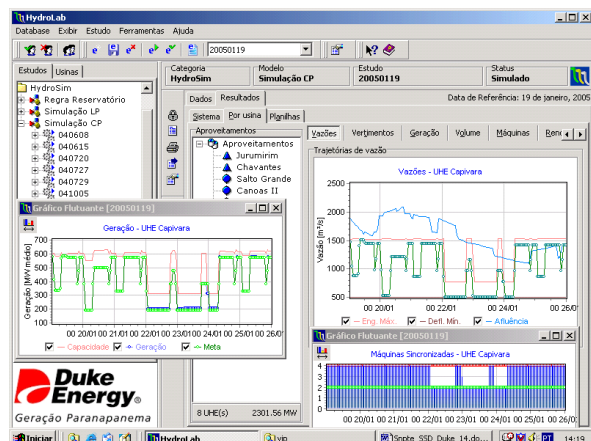 HydroLab
Database Exibir Estudo Ferramentas Ajuda
20050119
Estudos Usinas
Categoria Modelo Estudo Status
HydroSim Simulação CP 20050119 Simulado
HydroSim
Regra Reservatório
Simulação LP
Simulação CP
040608
040615
040720
040727
040729
041005
Dados Resultados
Data de Referência: 19 de janeiro, 2005
Sistema Por usina Planilhas
Aproveitamentos
Aproveitamentos
Jurumirim
Chavantes
Salto Grande
Canoas II
Vazões Vertimentos Geração Volume Máquinas
Trajetórias de vazão
Vazões - UHE Capivara
Vazão [m³/s]
2500
2000
1500
1000
500
00 20/01 00 22/01 00 24/01 00 26/0
Eng. Máx. Defl. Mín. Afluência
Gráfico Flutuante [20050119]
Geração - UHE Capivara
Geração [MW médio]
700
600
500
400
300
200
100
00 20/01 00 21/01 00 22/01 00 23/01 00 24/01 00 25/01 00 26/0
Capacidade Geração Meta
Gráfico Flutuante [20050119]
Máquinas Sincronizadas - UHE Capivara
4
3
2
1
0
00 20/01 00 21/01 00 22/01 00 23/01 00 24/01 00 25/01 00 26/0
Duke
Energy®
Geração Paranapanema
8 UHE(s) 2301.56 MW
Iniciar HydroLab vip Snpte_SSD_Duke_14.do... PT 14:19